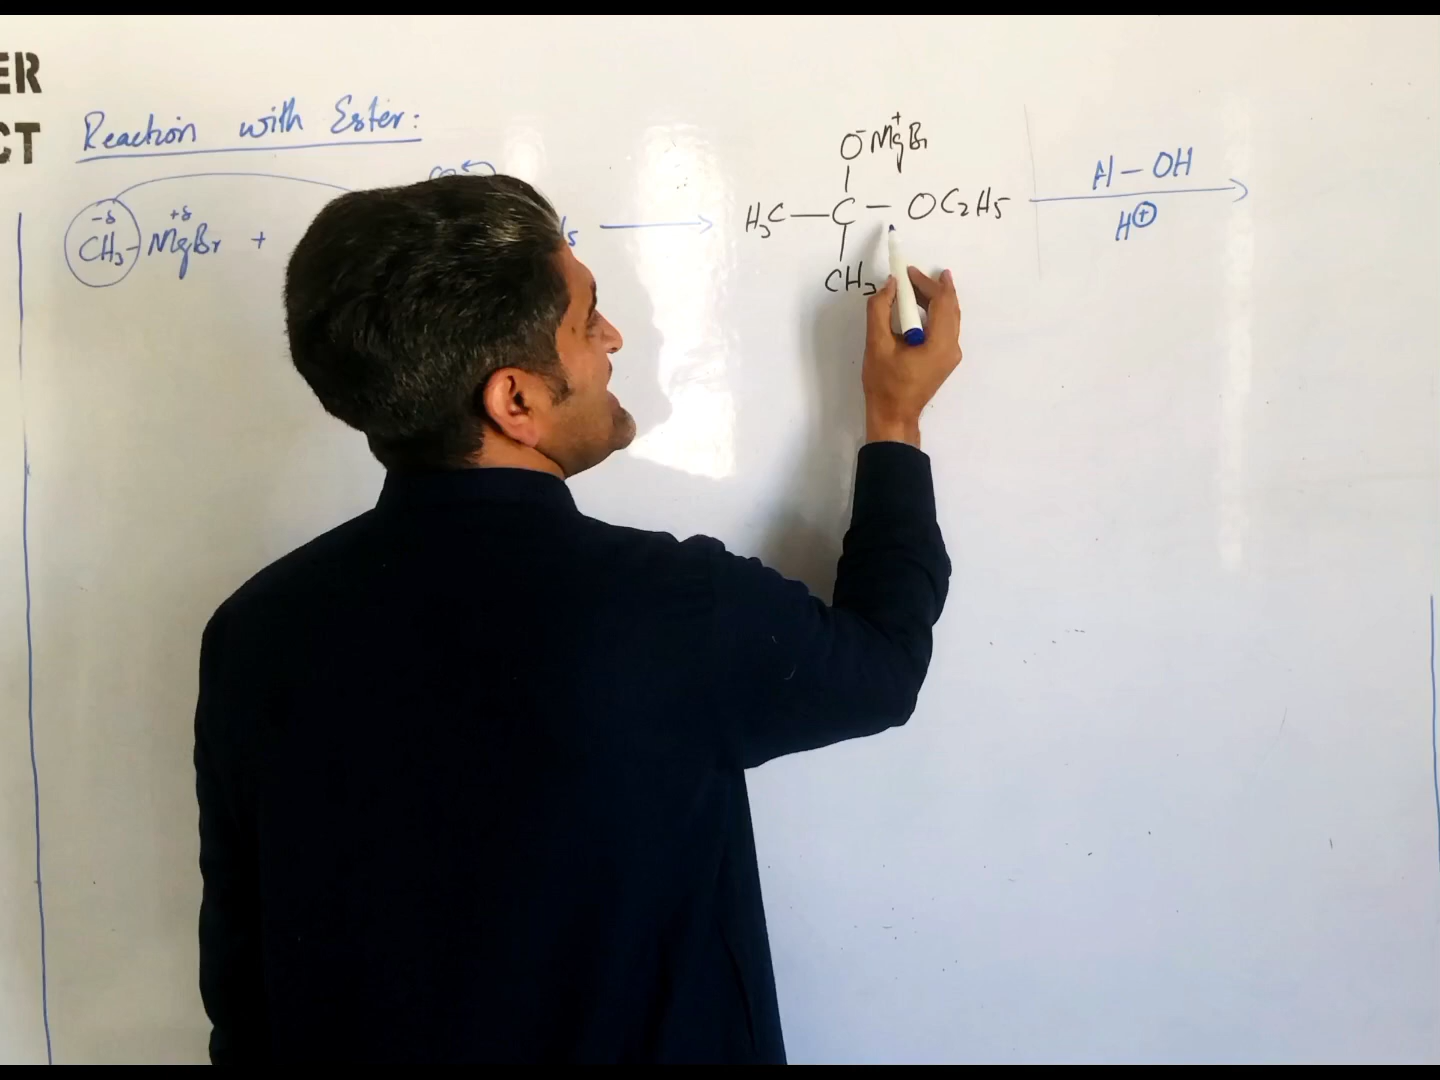 ER
CT
Reaction with Ester:
O⁻MgBr⁺
H—OH
-δ +δ
CH₃-MgBr +
H₃C—C—OC₂H₅
H⊕
CH₃